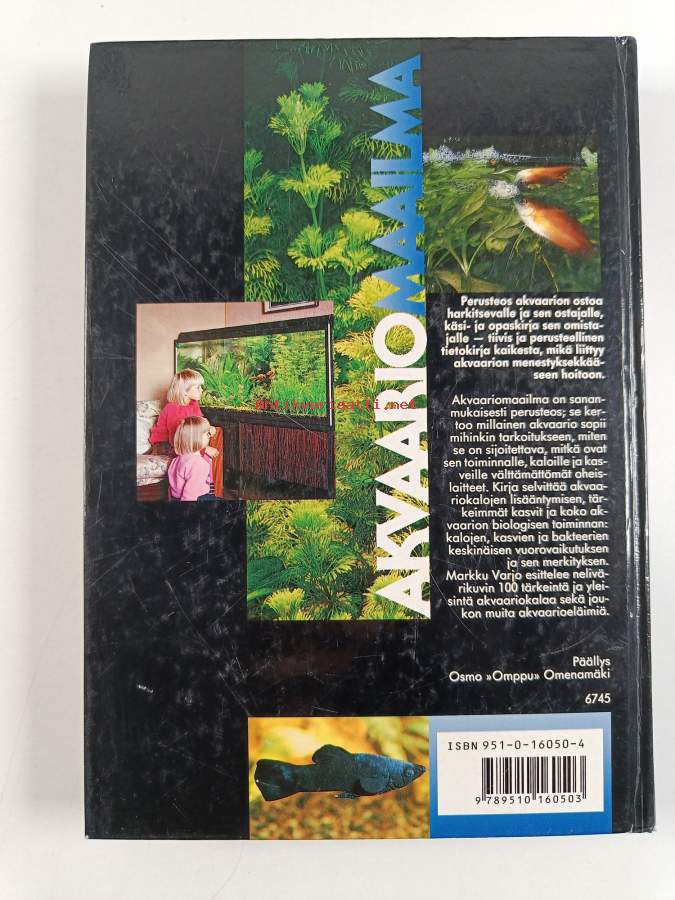 AKVAARIOMAAILMA
Perusteos akvaarion ostoa
harkitsevalle ja sen ostajalle,
käsi- ja opaskirja sen omista-
jalle — tiivis ja perusteellinen
tietokirja kaikesta, mikä liittyy
akvaarion menestyksekkää-
seen hoitoon.
Akvaariomaailma on sanan-
mukaisesti perusteos; se ker-
too millainen akvaario sopii
mihinkin tarkoitukseen, miten
se on sijoitettava, mitkä ovat
sen toiminnalle, kaloille ja kas-
veille välttämättömät oheis-
laitteet. Kirja selvittää akvaa-
riokalojen lisääntymisen, tär-
keimmät kasvit ja koko ak-
vaarion biologisen toiminnan:
kalojen, kasvien ja bakteerien
keskinäisen vuorovaikutuksen
ja sen merkityksen.
Markku Varjo esittelee nelivä-
rikuvin 100 tärkeintä ja ylei-
sintä akvaariokalaa sekä jou-
kon muita akvaarioeläimiä.
antikvariaatti.net
Päällys
Osmo »Omppu» Omenamäki
6745
ISBN 951-0-16050-4
9 789510 160503